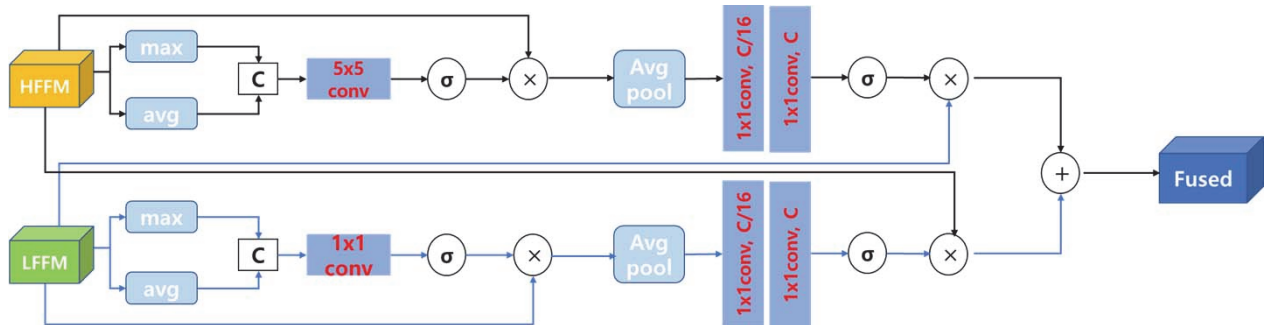 HFFM
max
avg
C
5x5
conv
σ
×
Avg
pool
1x1conv, C/16
1x1conv, C
σ
×
+
Fused
LFFM
max
avg
C
1x1
conv
σ
×
Avg
pool
1x1conv, C/16
1x1conv, C
σ
×